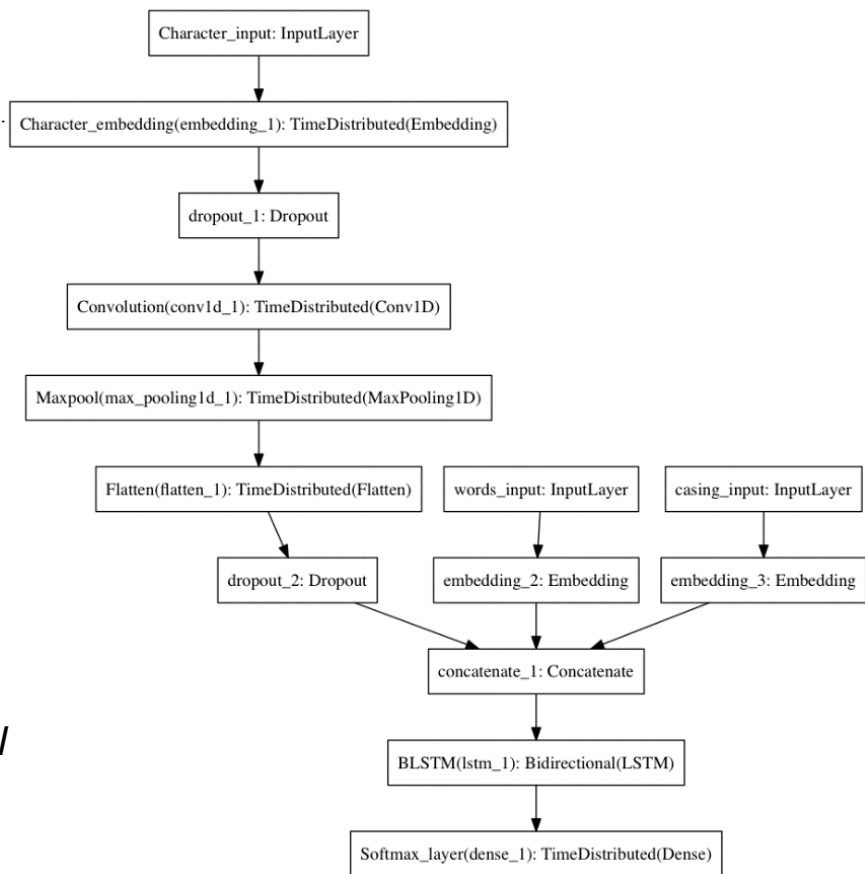 Character_input: InputLayer
Character_embedding(embedding_1): TimeDistributed(Embedding)
dropout_1: Dropout
Convolution(conv1d_1): TimeDistributed(Conv1D)
Maxpool(max_pooling1d_1): TimeDistributed(MaxPooling1D)
Flatten(flatten_1): TimeDistributed(Flatten)
words_input: InputLayer
casing_input: InputLayer
dropout_2: Dropout
embedding_2: Embedding
embedding_3: Embedding
concatenate_1: Concatenate
BLSTM(lstm_1): Bidirectional(LSTM)
Softmax_layer(dense_1): TimeDistributed(Dense)